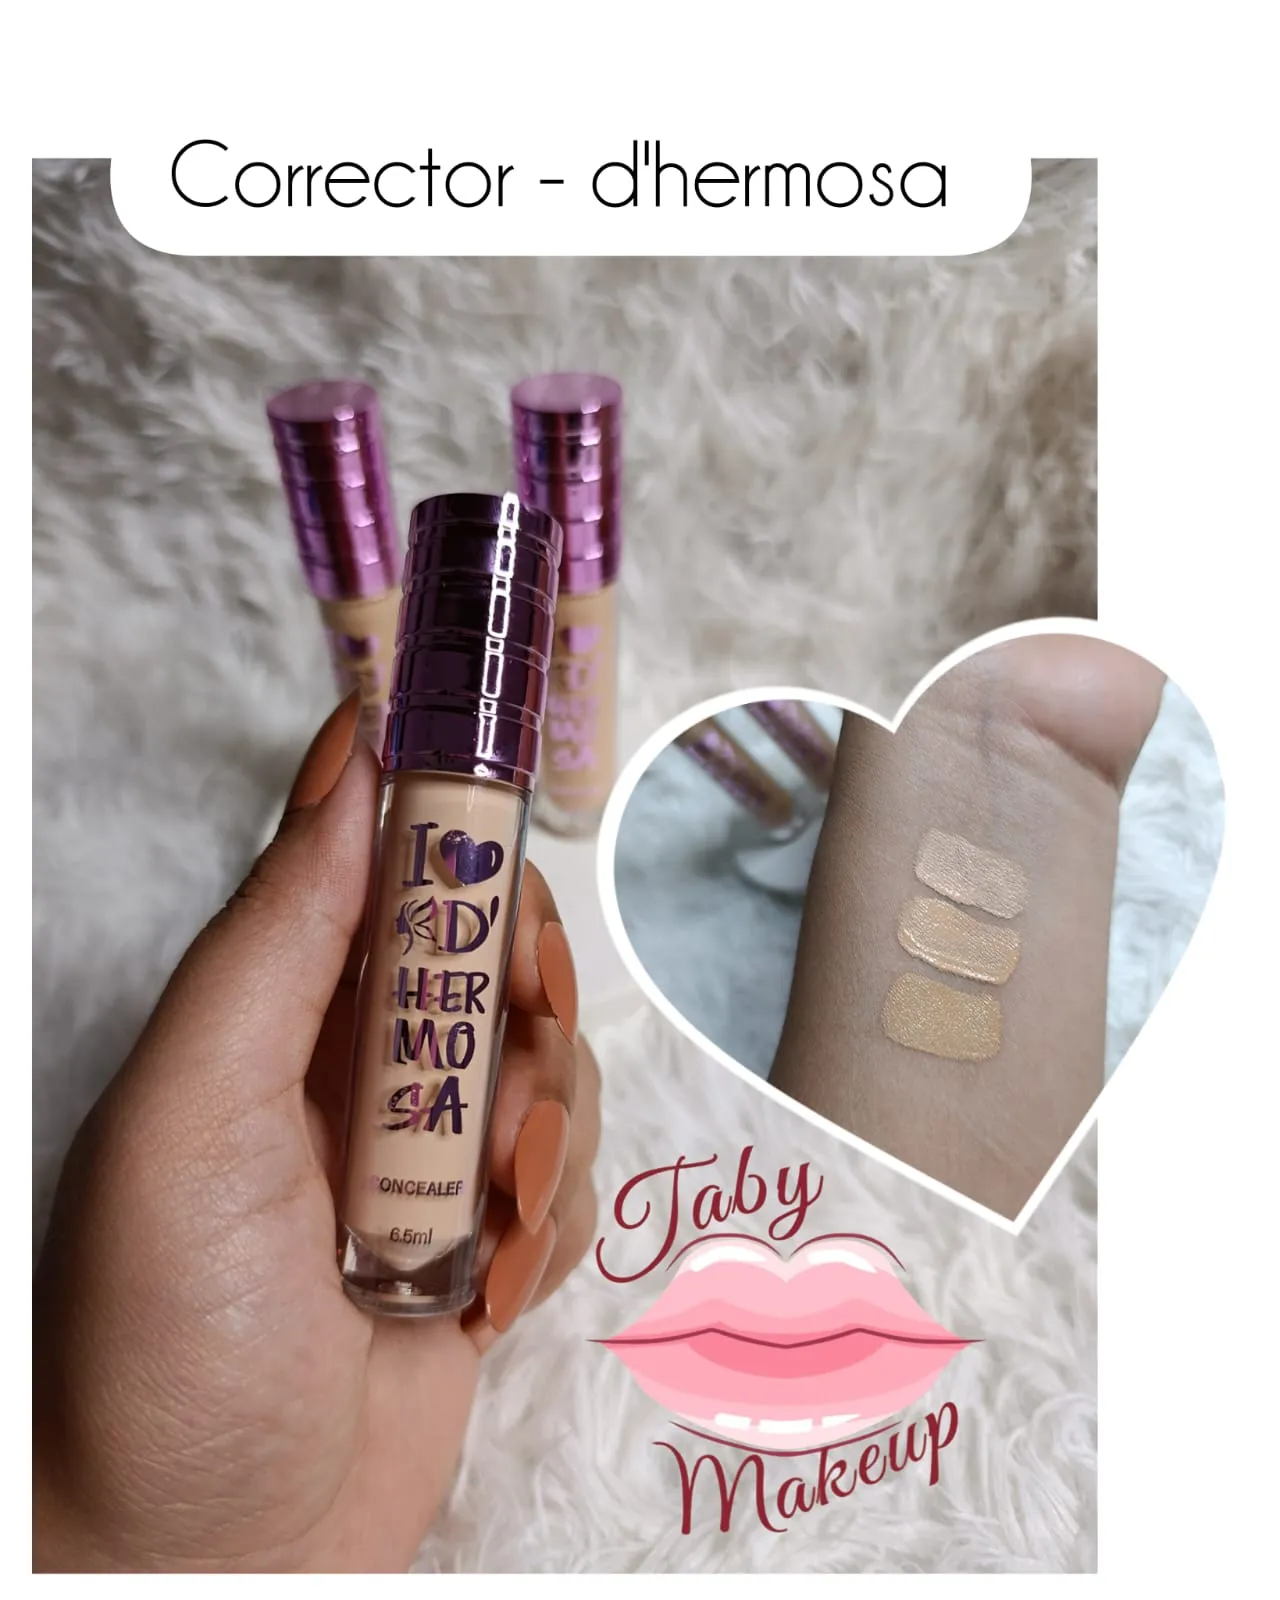 Corrector - d'hermosa
I
D'
HER
MO
SA
CONCEALER
6.5ml
Taby
Makeup